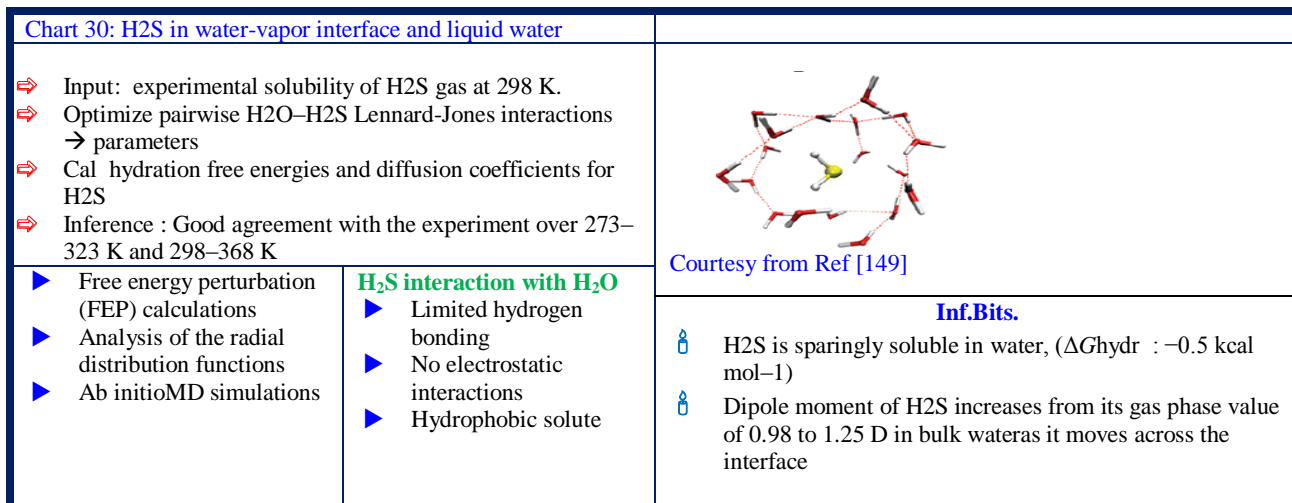 Chart 30: H2S in water-vapor interface and liquid water
⇨ Input: experimental solubility of H2S gas at 298 K.
⇨ Optimize pairwise H2O–H2S Lennard-Jones interactions
→ parameters
⇨ Cal hydration free energies and diffusion coefficients for
H2S
⇨ Inference : Good agreement with the experiment over 273–
323 K and 298–368 K
▶ Free energy perturbation
(FEP) calculations
▶ Analysis of the radial
distribution functions
▶ Ab initioMD simulations
H₂S interaction with H₂O
▶ Limited hydrogen
bonding
▶ No electrostatic
interactions
▶ Hydrophobic solute
Courtesy from Ref [149]
Inf.Bits.
H2S is sparingly soluble in water, (ΔGhydr : −0.5 kcal
mol–1)
Dipole moment of H2S increases from its gas phase value
of 0.98 to 1.25 D in bulk wateras it moves across the
interface